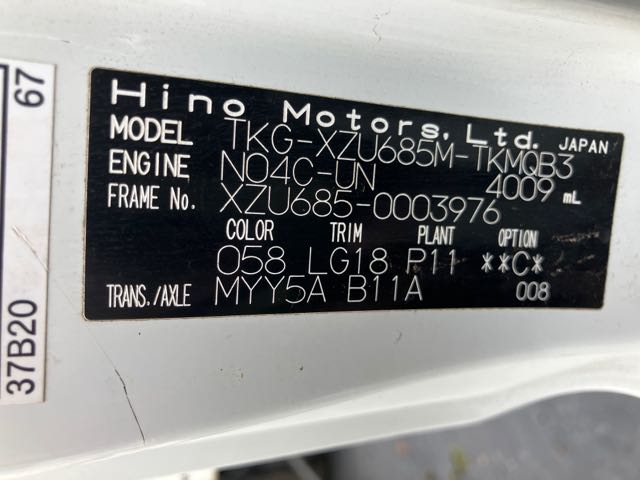 Hino Motors, Ltd. JAPAN
MODEL TKG-XZU685M-TKMQB3
ENGINE N04C-UN 4009 mL
FRAME No. XZU685-0003976
COLOR TRIM PLANT OPTION
058 LG18 P11 **C*
TRANS./AXLE MYY5A B11A 008
37B20 67